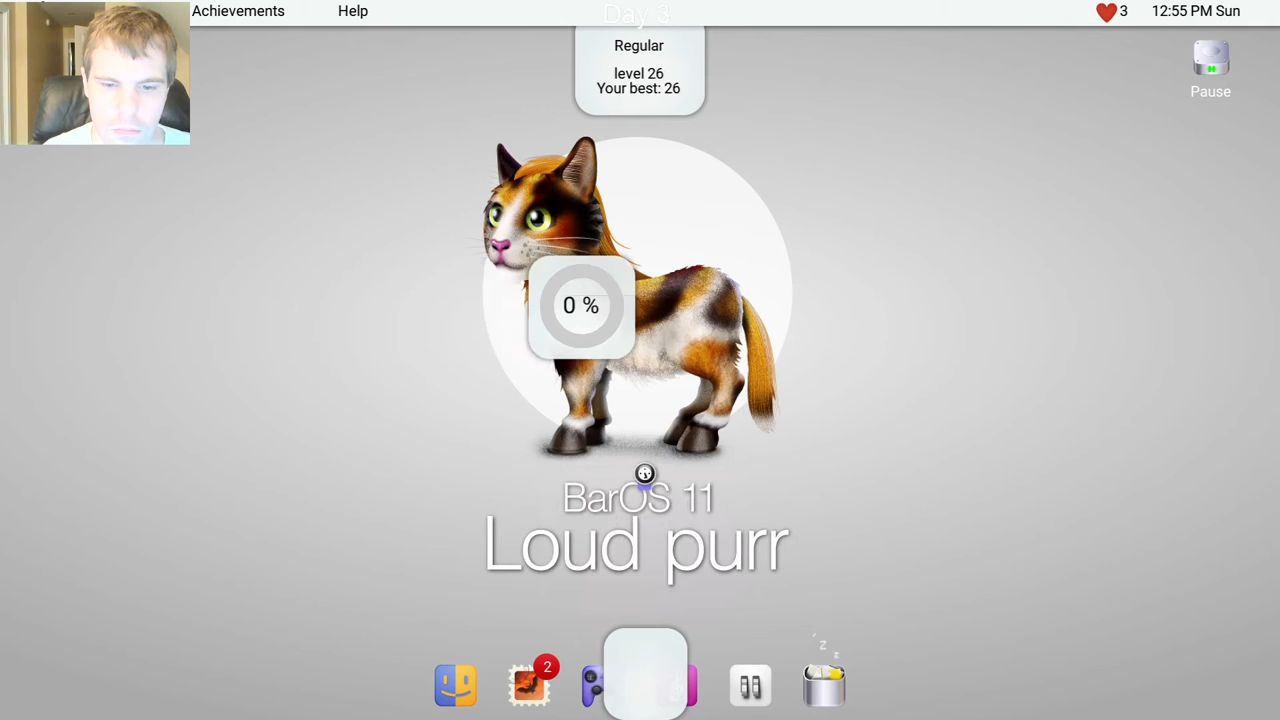 Achievements Help Day 3 3 12:55 PM Sun
Regular
level 26
Your best: 26
Pause
0 %
BarOS 11
Loud purr
z
z
2